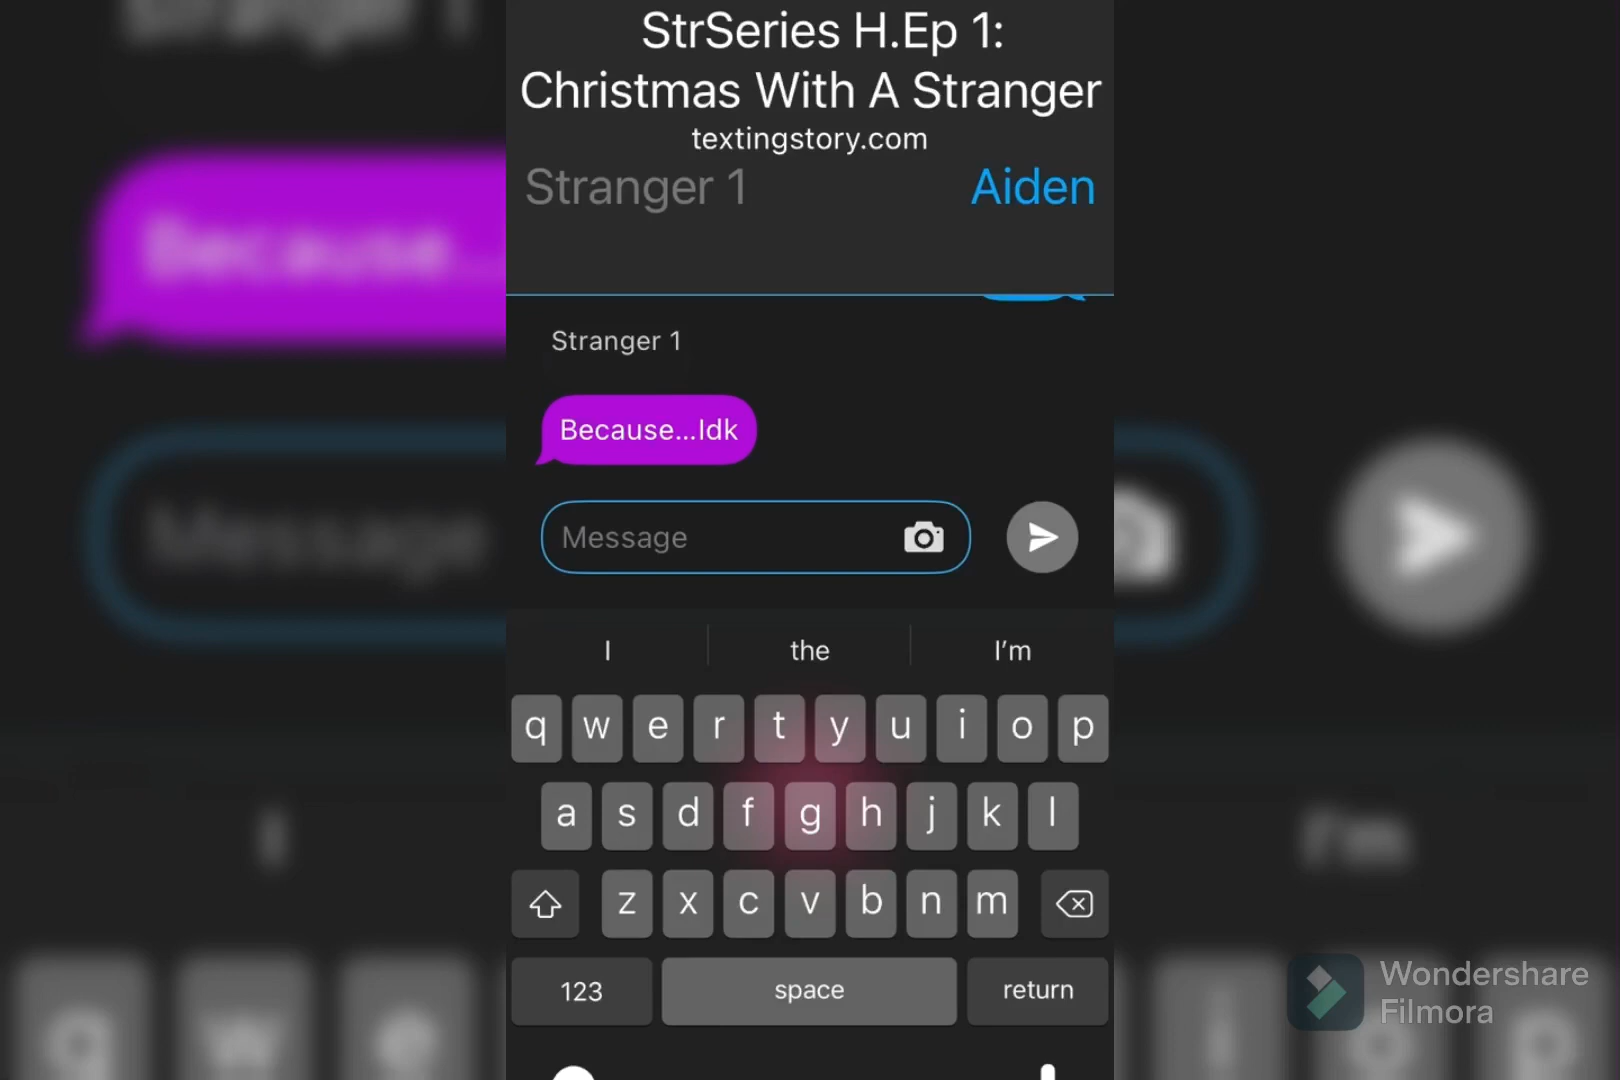 StrSeries H.Ep 1:
Christmas With A Stranger
textingstory.com
Stranger 1 Aiden
Stranger 1
Because...Idk
Message
I the I'm
q w e r t y u i o p
a s d f g h j k l
z x c v b n m
123 space return
Wondershare
Filmora